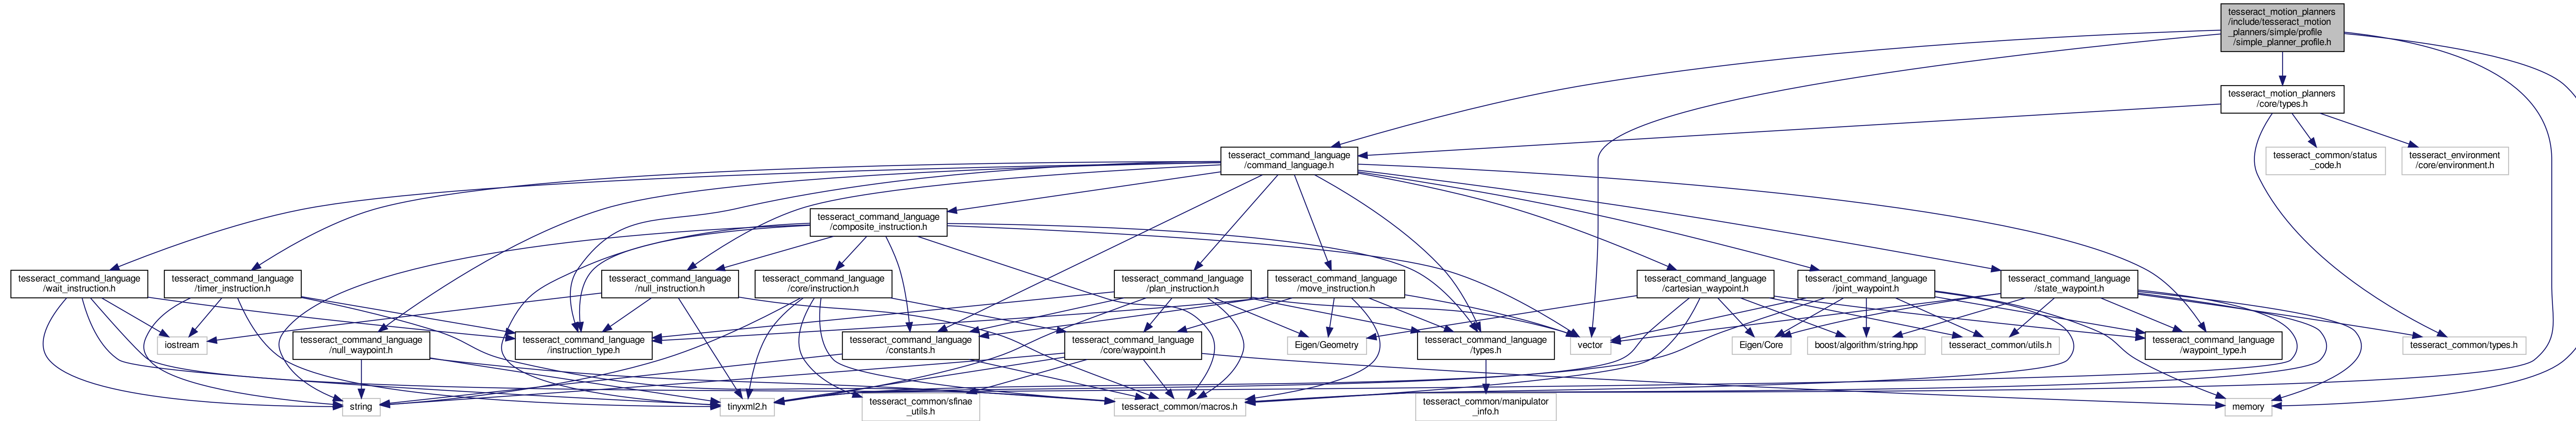 tesseract_motion_planners
/include/tesseract_motion
_planners/simple/profile
/simple_planner_profile.h
tesseract_motion_planners
/core/types.h
tesseract_command_language
/command_language.h
tesseract_common/status
_code.h
tesseract_environment
/core/environment.h
tesseract_command_language
/composite_instruction.h
tesseract_command_language
/wait_instruction.h
tesseract_command_language
/timer_instruction.h
tesseract_command_language
/null_instruction.h
tesseract_command_language
/core/instruction.h
tesseract_command_language
/plan_instruction.h
tesseract_command_language
/move_instruction.h
tesseract_command_language
/cartesian_waypoint.h
tesseract_command_language
/joint_waypoint.h
tesseract_command_language
/state_waypoint.h
iostream
tesseract_command_language
/null_waypoint.h
tesseract_command_language
/instruction_type.h
tesseract_command_language
/constants.h
tesseract_command_language
/core/waypoint.h
Eigen/Geometry
tesseract_command_language
/types.h
vector
Eigen/Core
boost/algorithm/string.hpp
tesseract_common/utils.h
tesseract_command_language
/waypoint_type.h
tesseract_common/types.h
string
tinyxml2.h
tesseract_common/sfinae
_utils.h
tesseract_common/macros.h
tesseract_common/manipulator
_info.h
memory